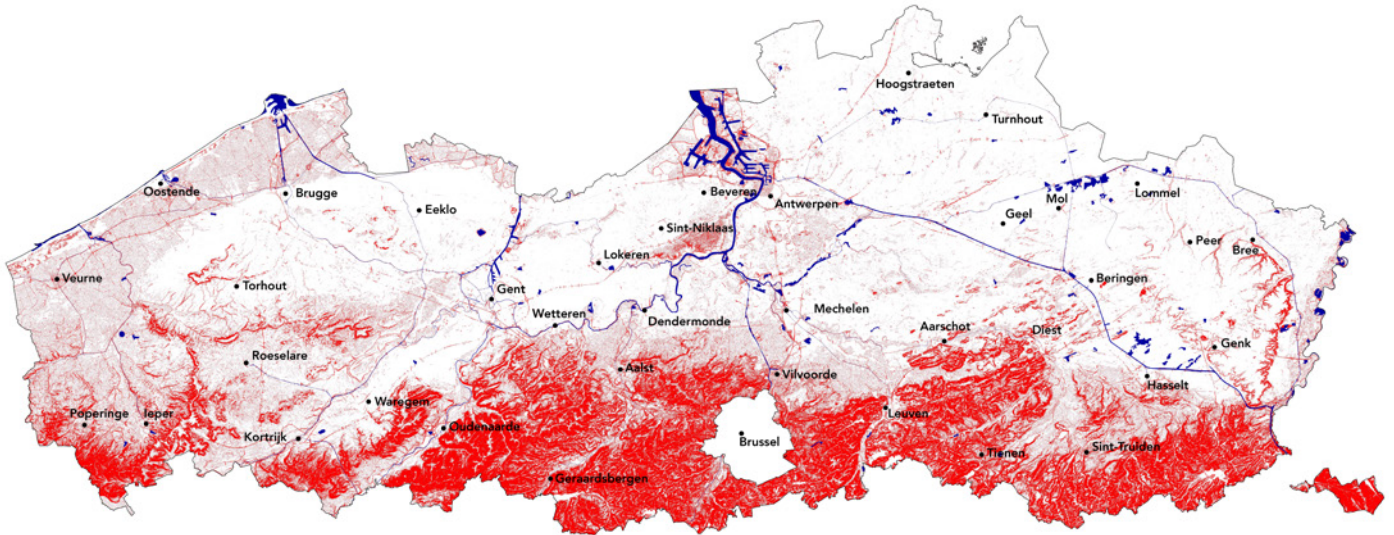 Hoogstraeten
Turnhout
Oostende
Brugge
Beveren
Lommel
Antwerpen
Mol
Eeklo
Geel
Sint-Niklaas
Peer
Bree
Lokeren
Veurne
Torhout
Beringen
Gent
Wetteren
Dendermonde
Mechelen
Aarschot
Diest
Genk
Roeselare
Aalst
Vilvoorde
Hasselt
Waregem
Poperinge
Ieper
Leuven
Oudenaarde
Kortrijk
Brussel
Tienen
Sint-Truiden
Geraardsbergen